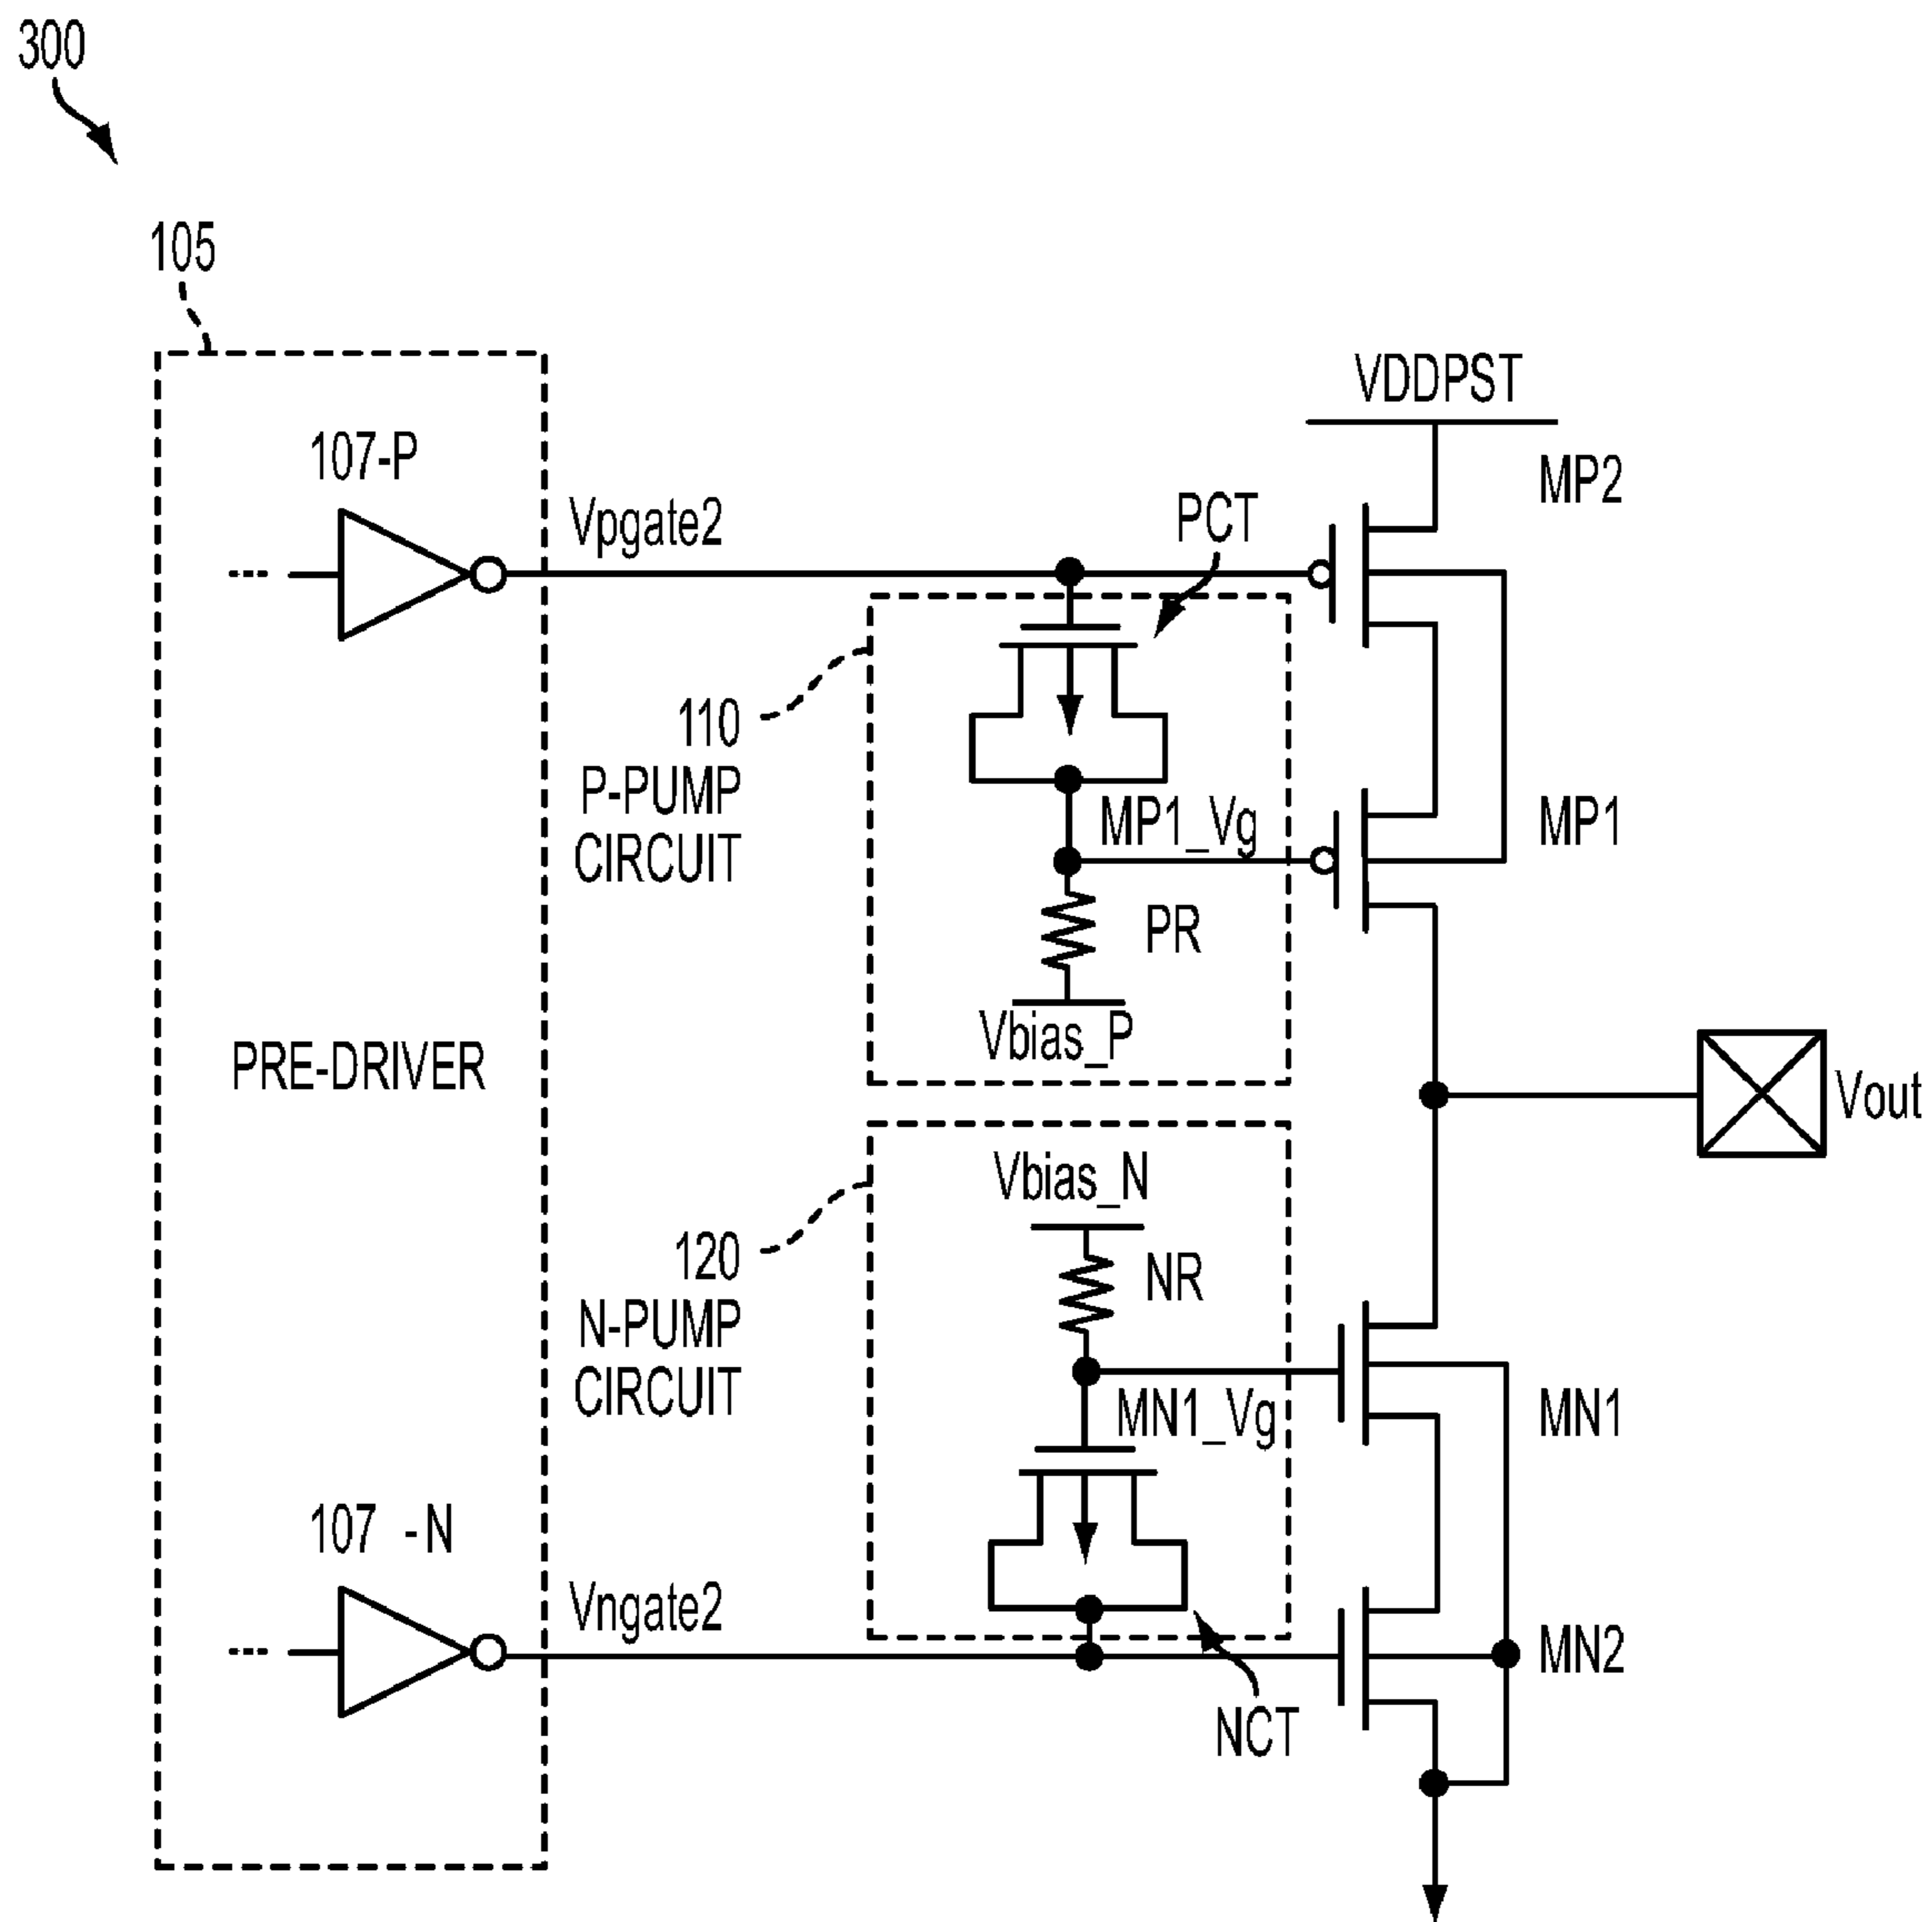 300
105
VDDPST
107-P
MP2
Vpgate2
PCT
110
P-PUMP
CIRCUIT
MP1_Vg
MP1
PR
Vbias_P
PRE-DRIVER
Vout
Vbias_N
120
N-PUMP
CIRCUIT
NR
MN1_Vg
MN1
107 -N
Vngate2
MN2
NCT